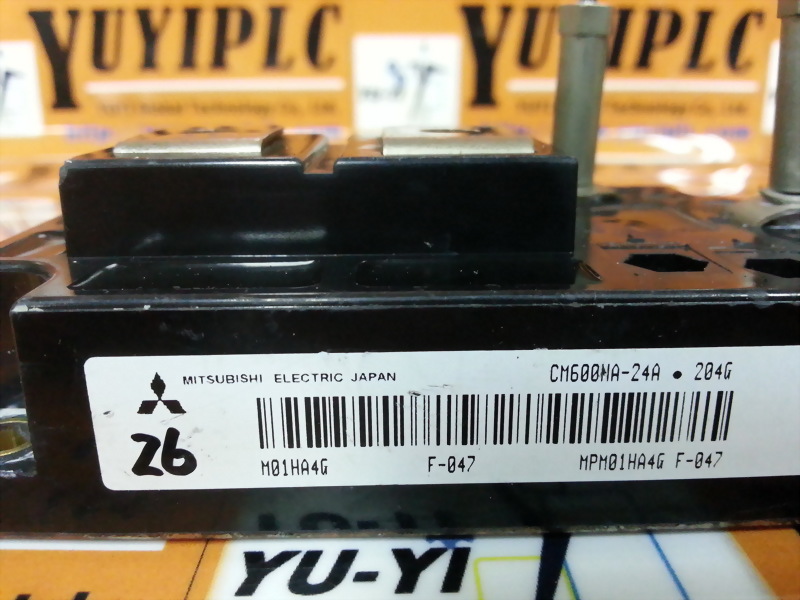 YUYIPLC YUYIPLC
MITSUBISHI ELECTRIC JAPAN CM600HA-24A • 204G
26
M01HA4G F-047 MPM01HA4G F-047
YU-YI